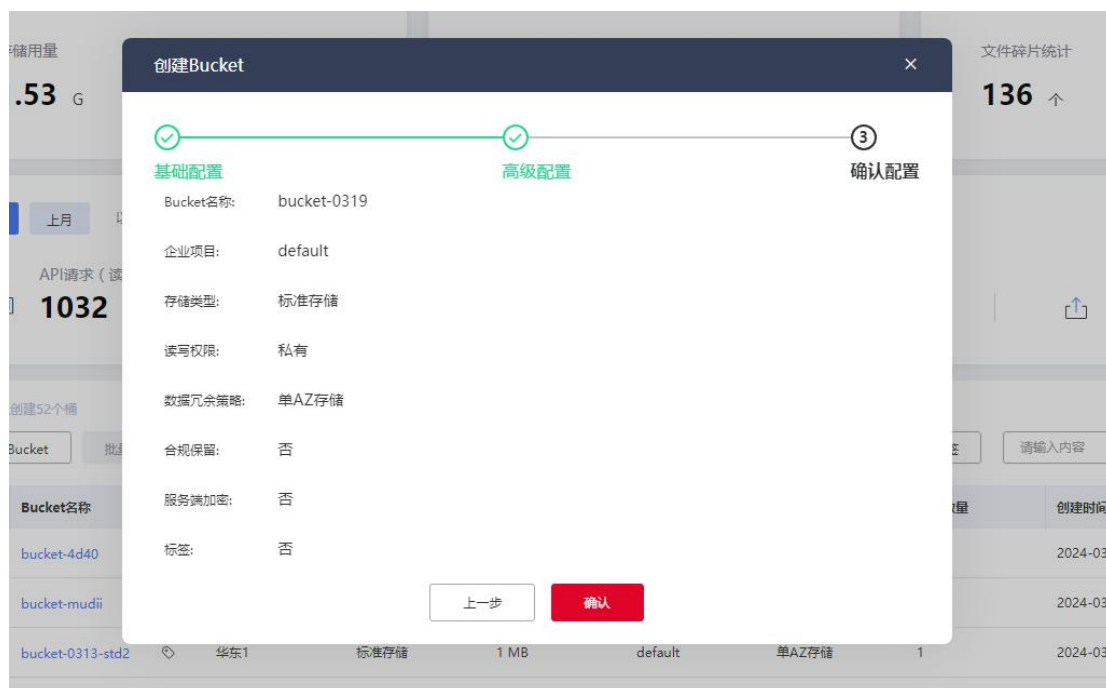 储用量
文件碎片统计
.53 G
136 个
创建Bucket
基础配置
高级配置
3
确认配置
Bucket名称: bucket-0319
企业项目: default
存储类型: 标准存储
读写权限: 私有
数据冗余策略: 单AZ存储
合规保留: 否
服务端加密: 否
标签: 否
上一步
确认
上月
API请求（读
1032
创建52个桶
Bucket
请输入内容
Bucket名称
创建时间
bucket-4d40
2024-03
bucket-mudii
2024-03
bucket-0313-std2 华东1 标准存储 1 MB default 单AZ存储 1 2024-03